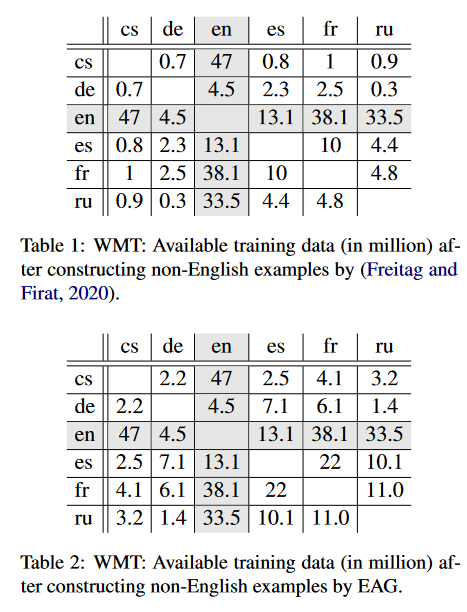 cs de en es fr ru
cs 0.7 47 0.8 1 0.9
de 0.7 4.5 2.3 2.5 0.3
en 47 4.5 13.1 38.1 33.5
es 0.8 2.3 13.1 10 4.4
fr 1 2.5 38.1 10 4.8
ru 0.9 0.3 33.5 4.4 4.8
Table 1: WMT: Available training data (in million) af-
ter constructing non-English examples by (Freitag and
Firat, 2020).
cs de en es fr ru
cs 2.2 47 2.5 4.1 3.2
de 2.2 4.5 7.1 6.1 1.4
en 47 4.5 13.1 38.1 33.5
es 2.5 7.1 13.1 22 10.1
fr 4.1 6.1 38.1 22 11.0
ru 3.2 1.4 33.5 10.1 11.0
Table 2: WMT: Available training data (in million) af-
ter constructing non-English examples by EAG.